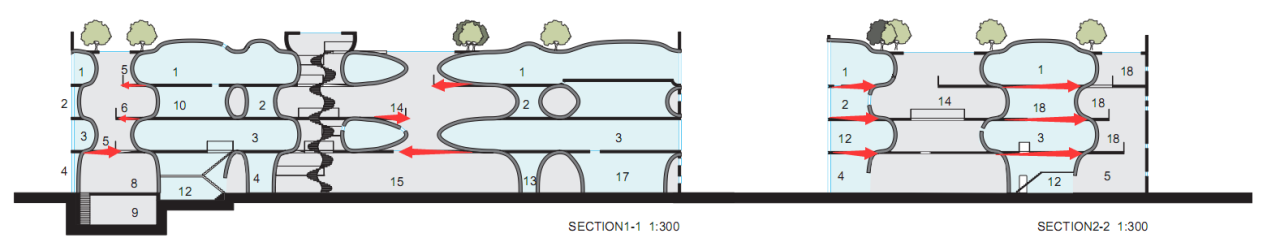 1 5 1 1 1 1 18
2 6 10 2 14 2 2 14 18 18
3 5 3 3 12 3 18
4 8 12 4 15 13 17 4 12 5
9
SECTION1-1 1:300 SECTION2-2 1:300